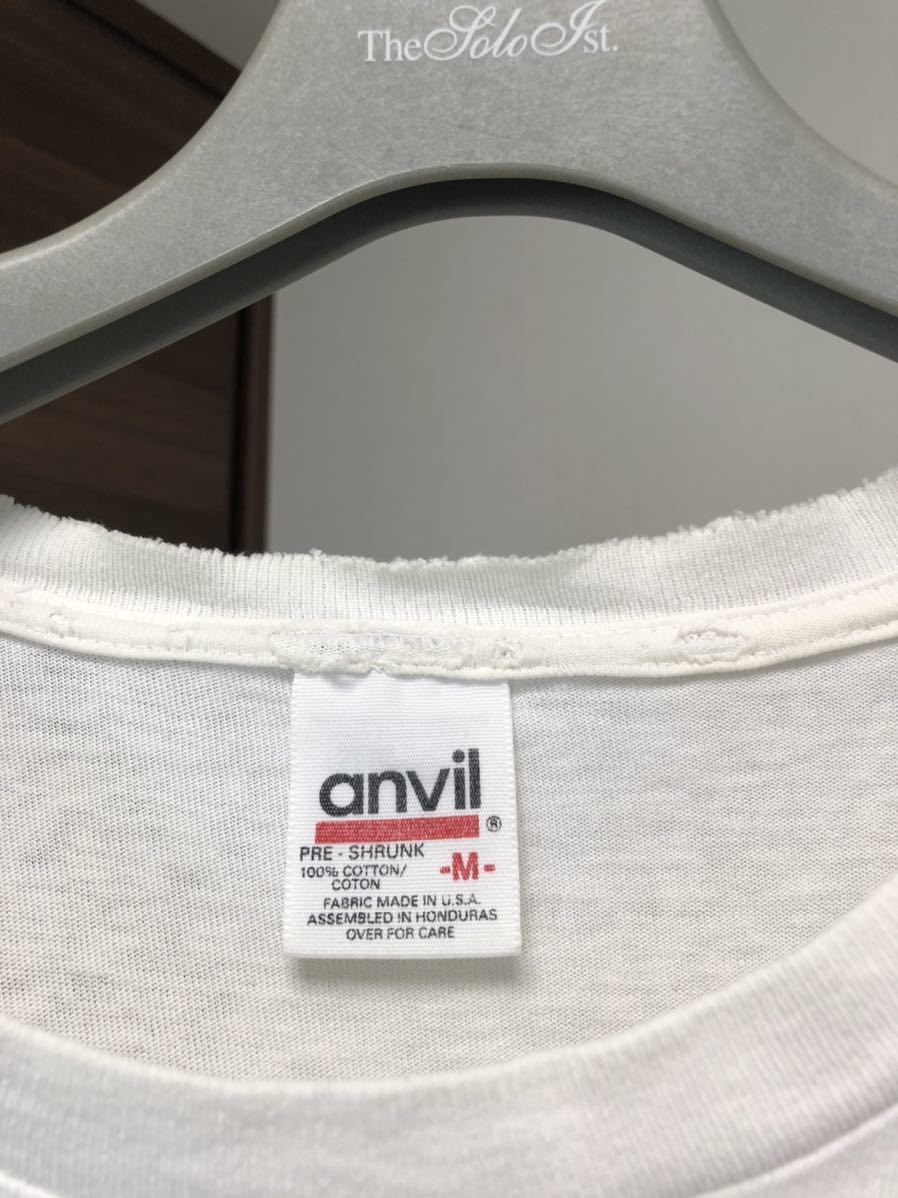 The Solo Ist.
anvil
®
PRE - SHRUNK
100% COTTON/
COTON
-M-
FABRIC MADE IN U.S.A.
ASSEMBLED IN HONDURAS
OVER FOR CARE